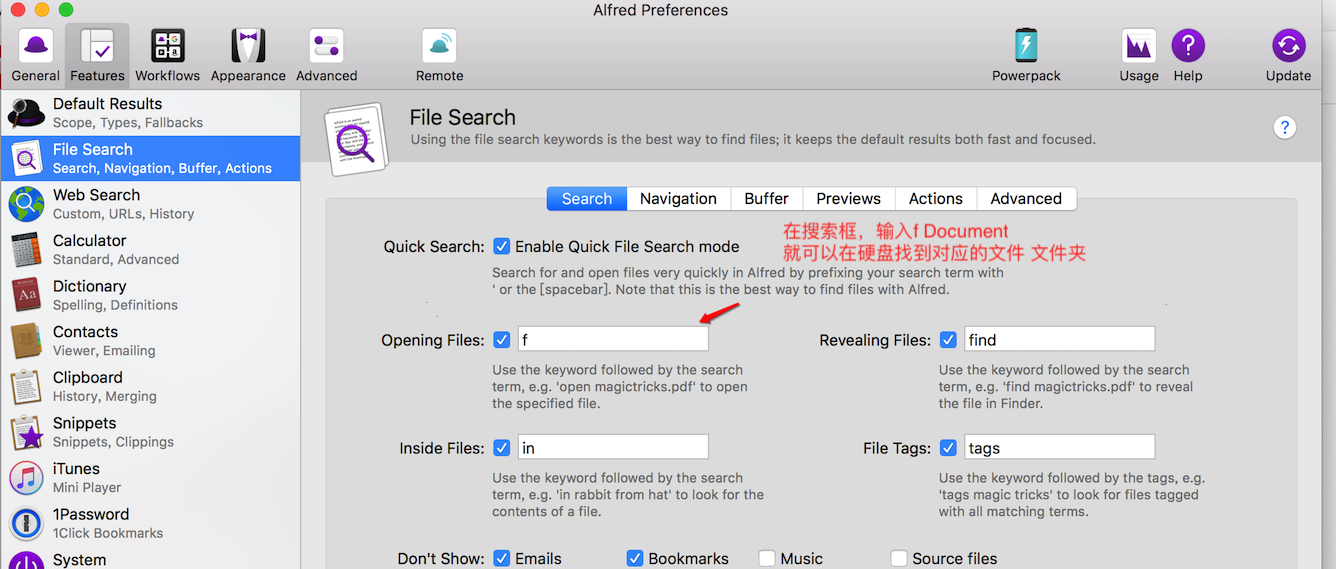 Alfred Preferences
General
Features
Workflows
Appearance
Advanced
Remote
Powerpack
Usage
Help
Update
Default Results
Scope, Types, Fallbacks
File Search
Search, Navigation, Buffer, Actions
Web Search
Custom, URLs, History
Calculator
Standard, Advanced
Dictionary
Spelling, Definitions
Contacts
Viewer, Emailing
Clipboard
History, Merging
Snippets
Snippets, Clippings
iTunes
Mini Player
1Password
1Click Bookmarks
System
File Search
Using the file search keywords is the best way to find files; it keeps the default results both fast and focused.
?
Search
Navigation
Buffer
Previews
Actions
Advanced
在搜索框，输入f Document
就可以在硬盘找到对应的文件 文件夹
Quick Search: Enable Quick File Search mode
Search for and open files very quickly in Alfred by prefixing your search term with
' or the [spacebar]. Note that this is the best way to find files with Alfred.
Opening Files: f
Use the keyword followed by the search
term, e.g. 'open magictricks.pdf' to open
the specified file.
Revealing Files: find
Use the keyword followed by the search
term, e.g. 'find magictricks.pdf' to reveal
the file in Finder.
Inside Files: in
Use the keyword followed by the search
term, e.g. 'in rabbit from hat' to look for the
contents of a file.
File Tags: tags
Use the keyword followed by the tags, e.g.
'tags magic tricks' to look for files tagged
with all matching terms.
Don't Show: Emails Bookmarks Music Source files